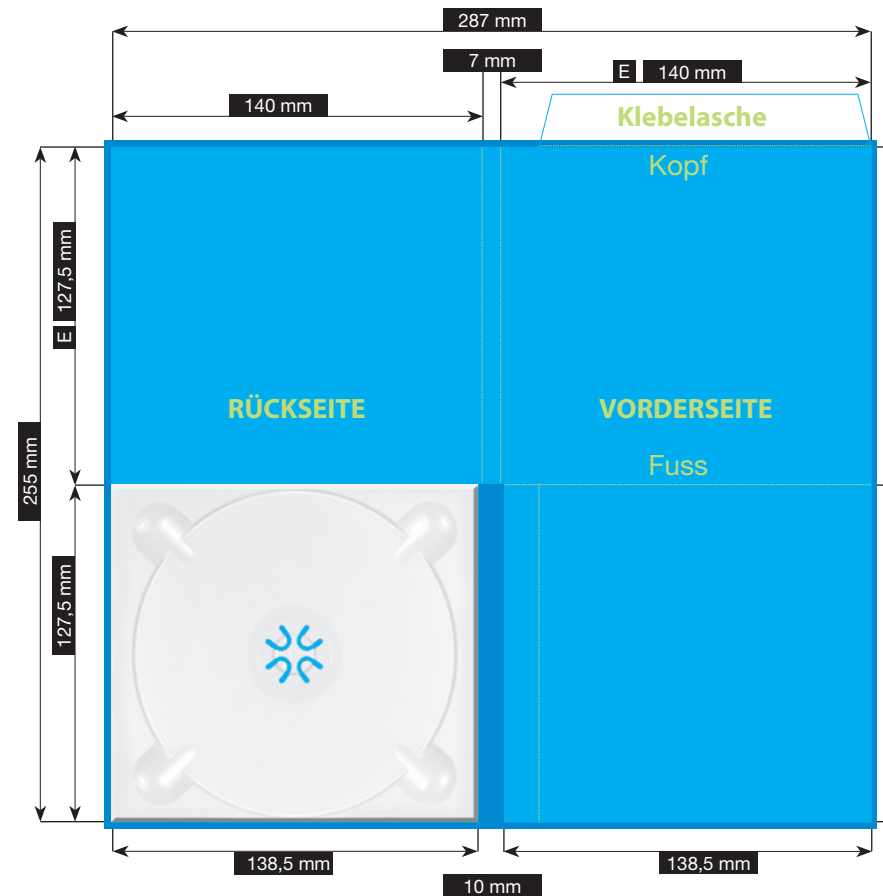 287 mm
7 mm
E 140 mm
140 mm
Klebelasche
Kopf
127,5 mm
E
RÜCKSEITE
VORDERSEITE
Fuss
255 mm
127,5 mm
138,5 mm
138,5 mm
10 mm